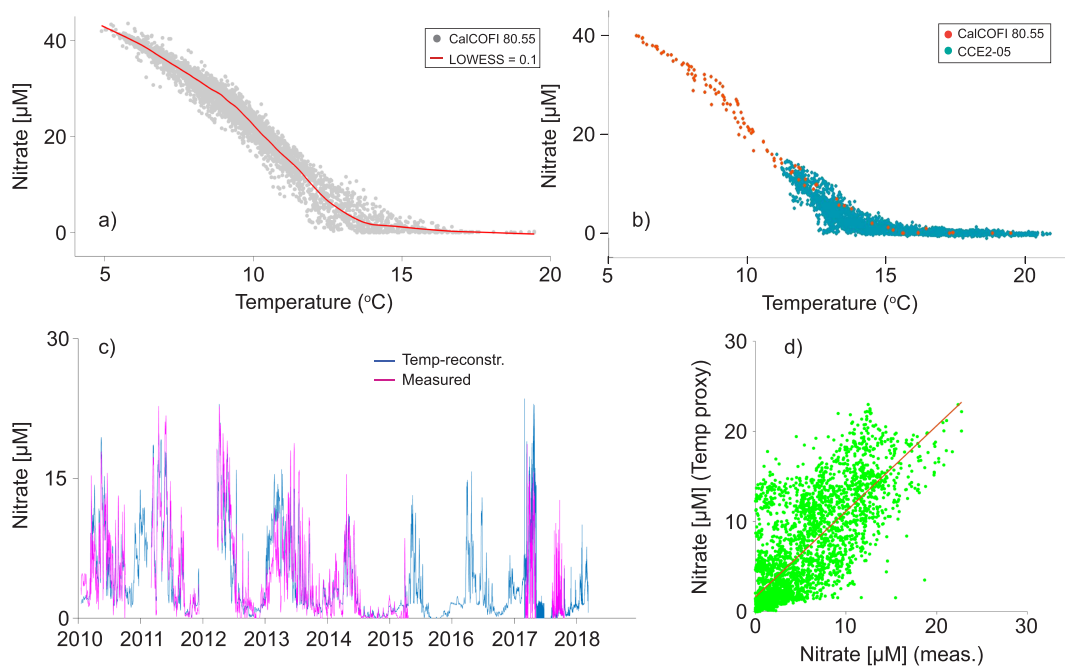 CalCOFI 80.55
LOWESS = 0.1
Nitrate [µM]
40
20
0
a)
5
10
15
20
Temperature (oC)
CalCOFI 80.55
CCE2-05
Nitrate [µM]
40
20
0
b)
5
10
15
20
Temperature (oC)
c)
Temp-reconstr.
Measured
Nitrate [µM]
30
15
0
2010 2011 2012 2013 2014 2015 2016 2017 2018
d)
Nitrate [µM] (Temp proxy)
30
20
10
0
0 10 20 30
Nitrate [µM] (meas.)